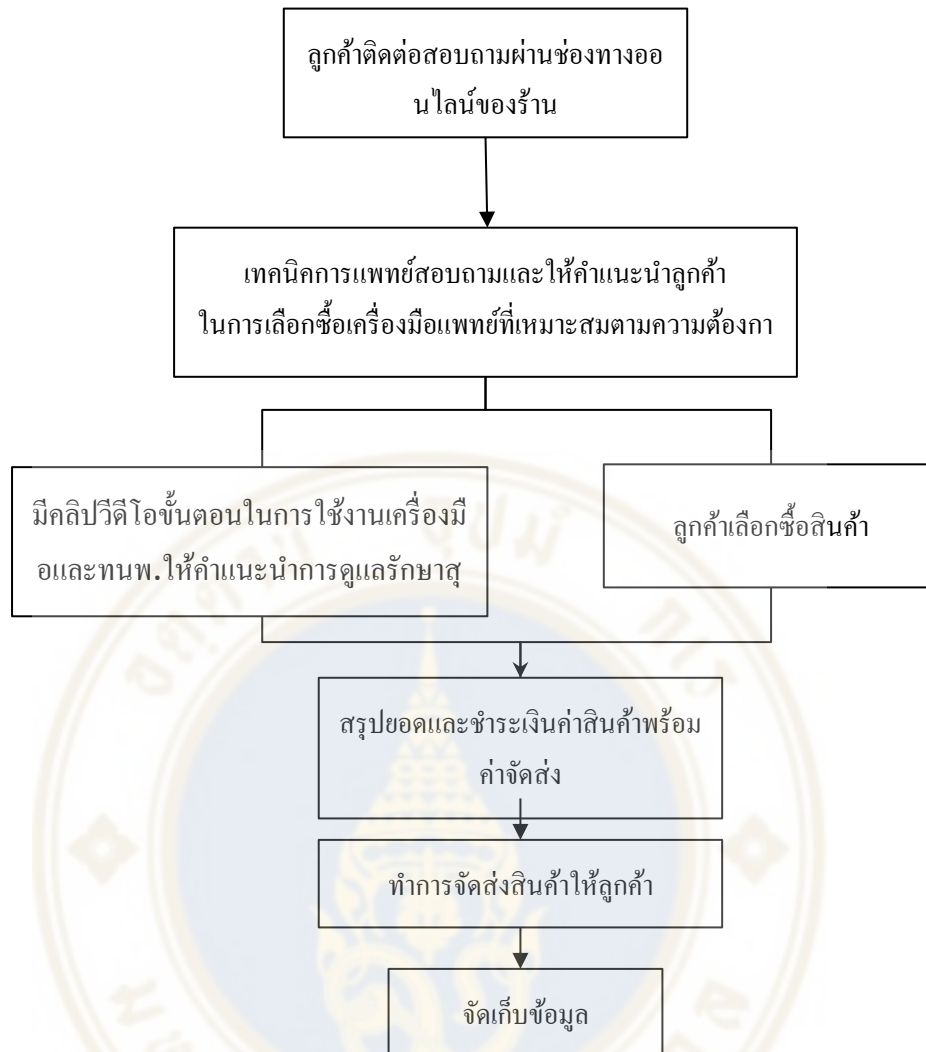 ลูกค้าติดต่อสอบถามผ่านช่องทางออ
นไลน์ของร้าน
เทคนิคการแพทย์สอบถามและให้คำแนะนำลูกค้า
ในการเลือกซื้อเครื่องมือแพทย์ที่เหมาะสมตามความต้องกา
มีคลิปวีดีโอขั้นตอนในการใช้งานเครื่องมื
อและทนพ.ให้คำแนะนำการดูแลรักษาสุ
ลูกค้าเลือกซื้อสินค้า
สรุปยอดและชำระเงินค่าสินค้าพร้อม
ค่าจัดส่ง
ทำการจัดส่งสินค้าให้ลูกค้า
จัดเก็บข้อมูล